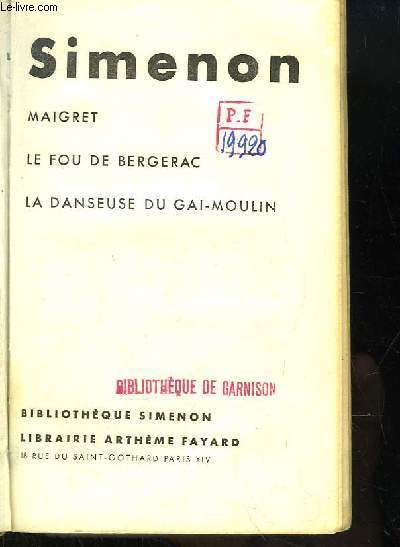 © Le-livre.com
Simenon
MAIGRET
P.F
19990
LE FOU DE BERGERAC
LA DANSEUSE DU GAI-MOULIN
BIBLIOTHÈQUE DE GARNISON
BIBLIOTHÈQUE SIMENON
LIBRAIRIE ARTHÈME FAYARD
18 RUE DU SAINT-GOTHARD PARIS XIV